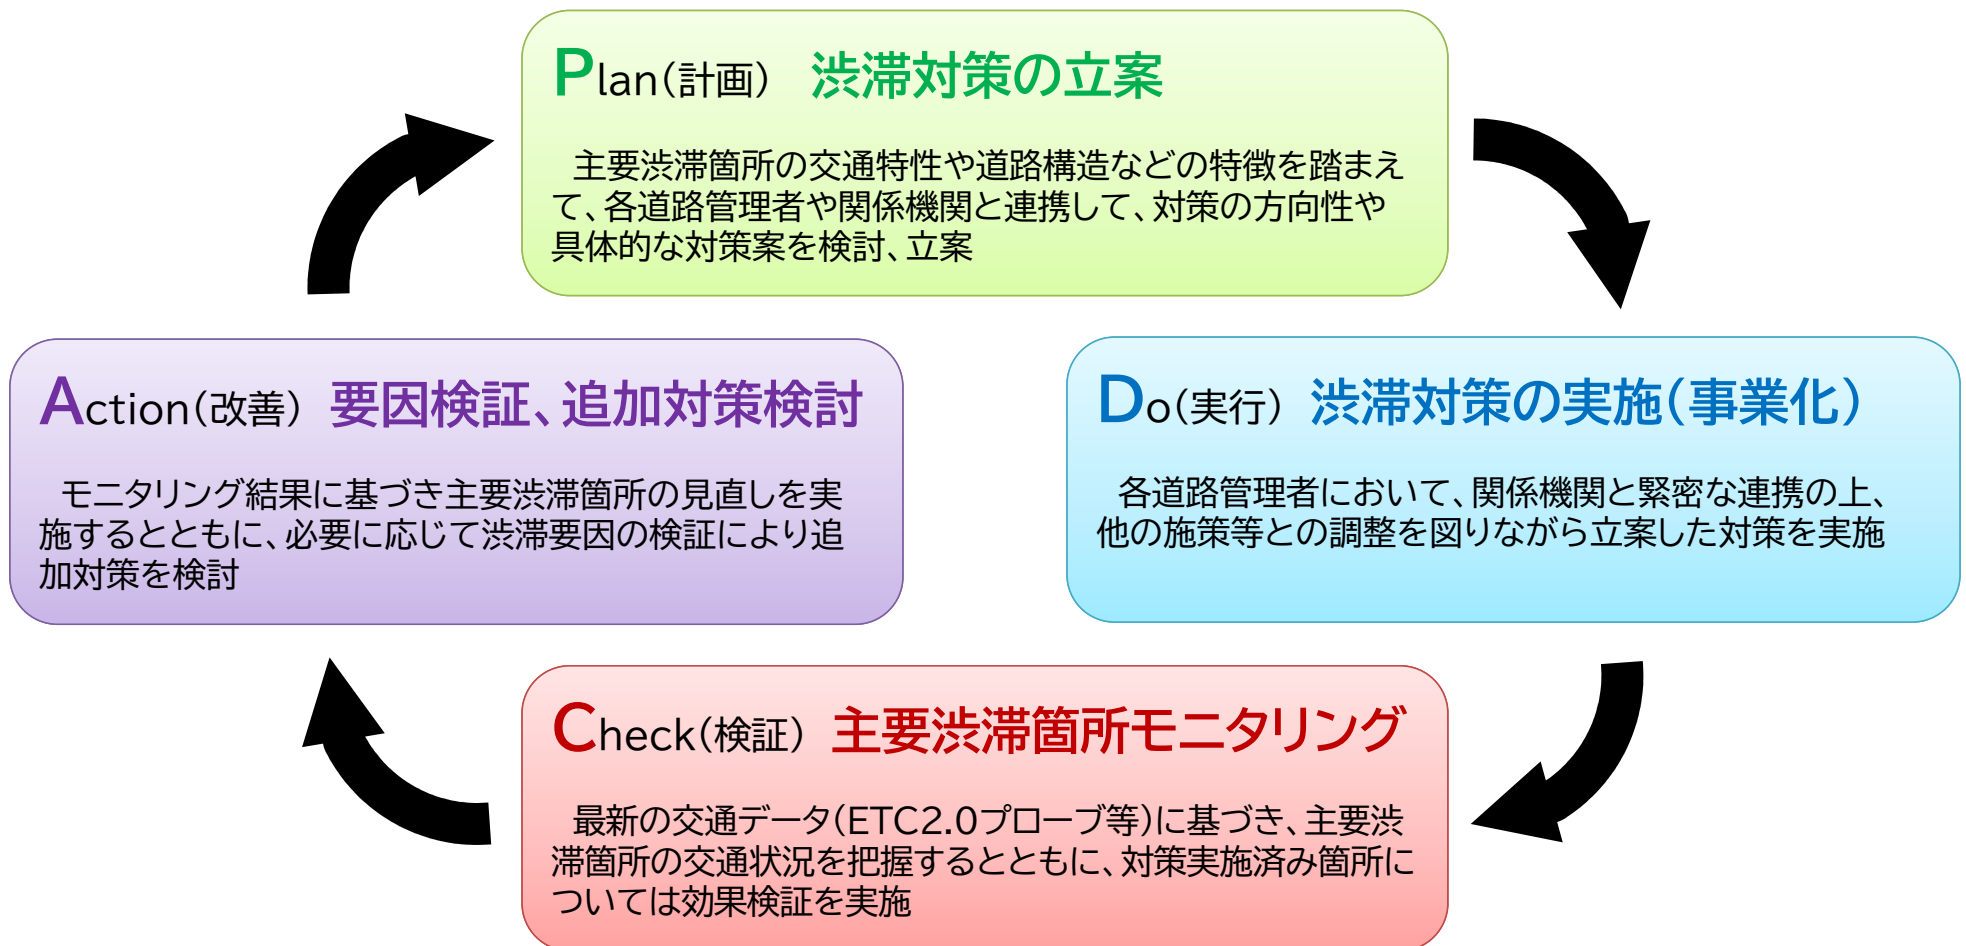 Plan(計画) 渋滞対策の立案
主要渋滞箇所の交通特性や道路構造などの特徴を踏まえ
て、各道路管理者や関係機関と連携して、対策の方向性や
具体的な対策案を検討、立案
Action(改善) 要因検証、追加対策検討
モニタリング結果に基づき主要渋滞箇所の見直しを実
施するとともに、必要に応じて渋滞要因の検証により追
加対策を検討
Do(実行) 渋滞対策の実施(事業化)
各道路管理者において、関係機関と緊密な連携の上、
他の施策等との調整を図りながら立案した対策を実施
Check(検証) 主要渋滞箇所モニタリング
最新の交通データ(ETC2.0プローブ等)に基づき、主要渋
滞箇所の交通状況を把握するとともに、対策実施済み箇所に
ついては効果検証を実施